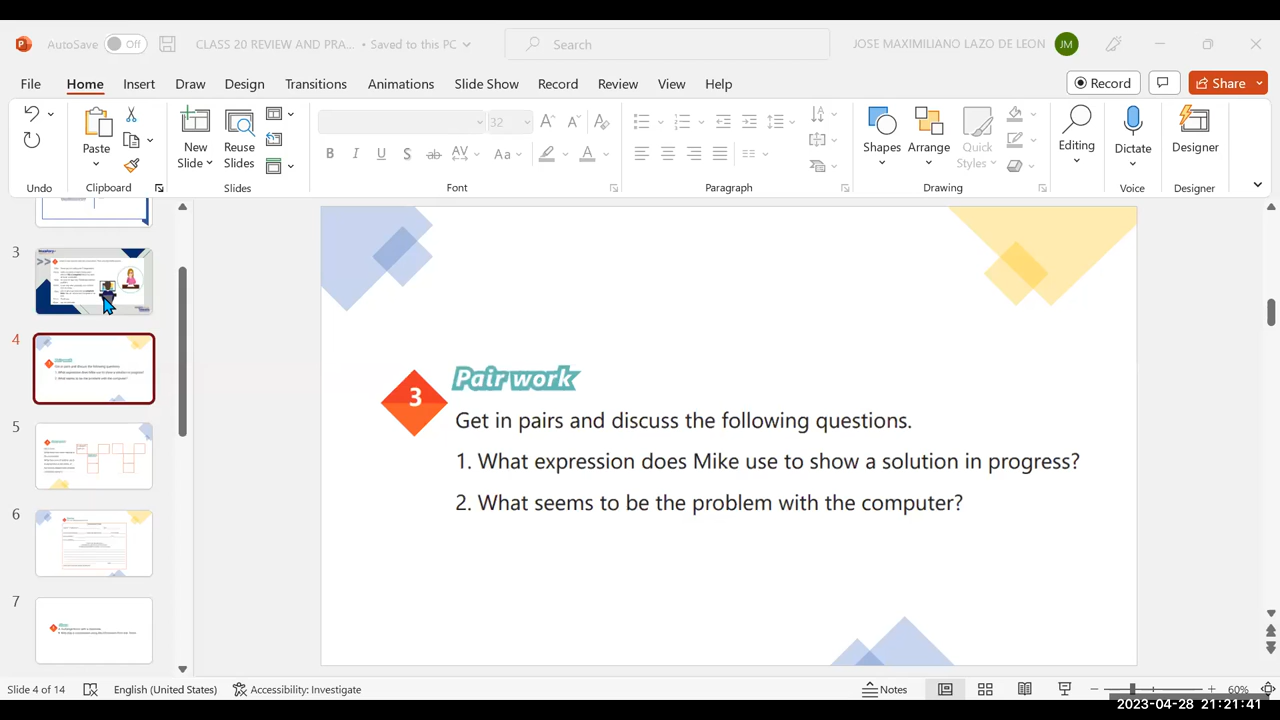 AutoSave Off CLASS 20 REVIEW AND PRA... • Saved to this PC Search JOSE MAXIMILIANO LAZO DE LEON JM
File Home Insert Draw Design Transitions Animations Slide Show Record Review View Help Record Share
Paste New Slide Reuse Slides 32 Shapes Arrange Quick Styles Editing Dictate Designer
Undo Clipboard Slides Font Paragraph Drawing Voice Designer
3
4
5
6
7
3 Pair work
Get in pairs and discuss the following questions.
1. What expression does Mike use to show a solution in progress?
2. What seems to be the problem with the computer?
Slide 4 of 14 English (United States) Accessibility: Investigate Notes 60%
2023-04-28 21:21:41